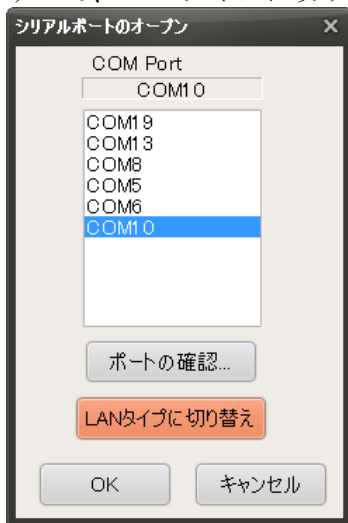 シリアルポートのオープン
COM Port
COM10
COM19
COM13
COM8
COM5
COM6
COM10
ポートの確認...
LANタイプに切り替え
OK
キャンセル